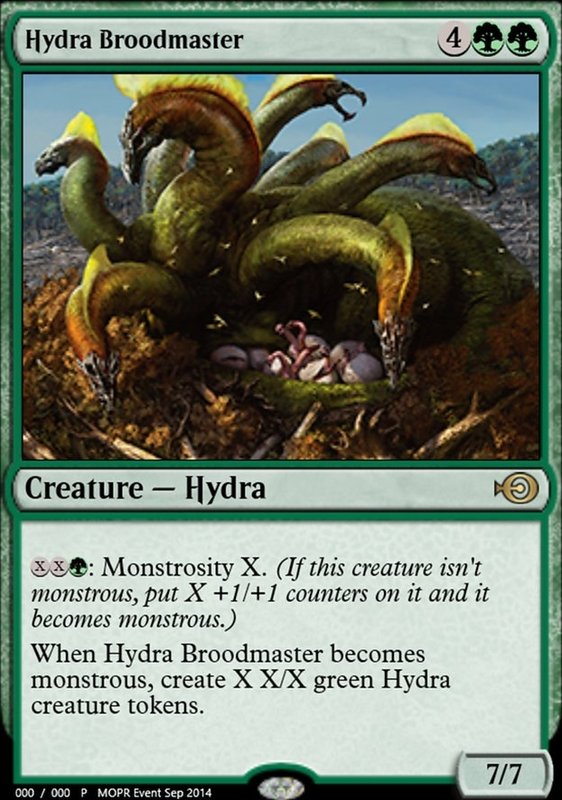 Hydra Broodmaster 4
Creature — Hydra
XX: Monstrosity X. (If this creature isn't
monstrous, put X +1/+1 counters on it and it
becomes monstrous.)
When Hydra Broodmaster becomes
monstrous, create X X/X green Hydra
creature tokens.
7/7
000 / 000 P MOPR Event Sep 2014